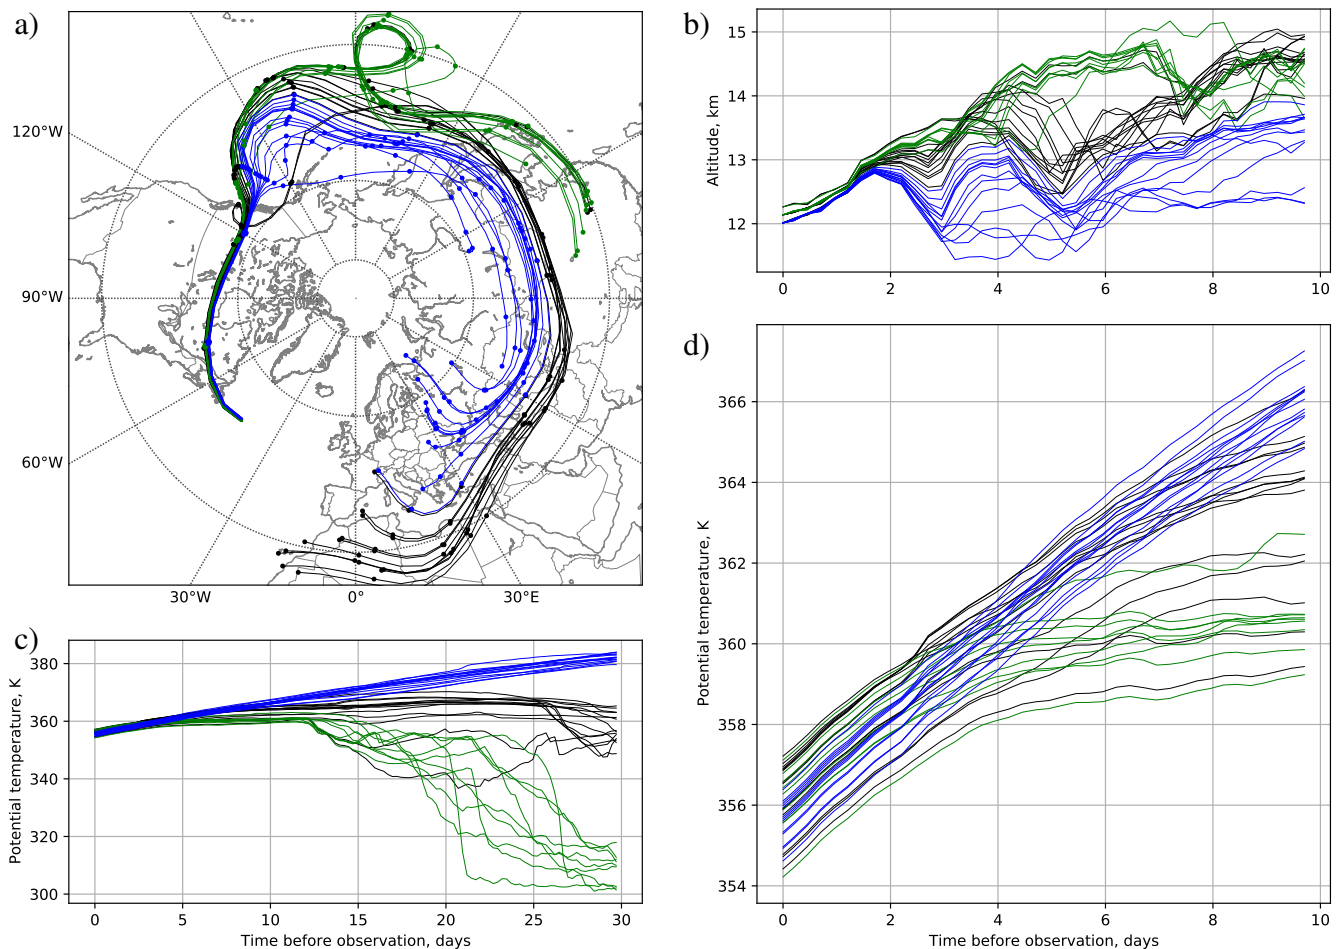 a)
120°W
90°W
60°W
30°W
0°
30°E
b)
15
14
13
12
Altitude, km
0
2
4
6
8
10
c)
380
360
340
320
300
Potential temperature, K
0
5
10
15
20
25
30
Time before observation, days
d)
366
364
362
360
358
356
354
Potential temperature, K
0
2
4
6
8
10
Time before observation, days